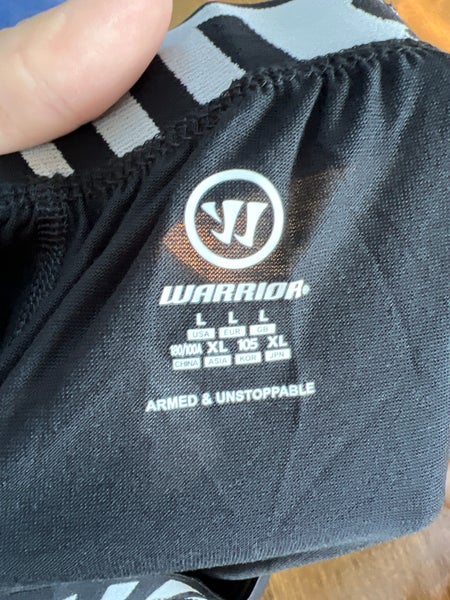 W
WARRIOR®
L L L
USA EUR GB
180/100A XL 105 XL
CHINA ASIA KOR JPN
ARMED & UNSTOPPABLE